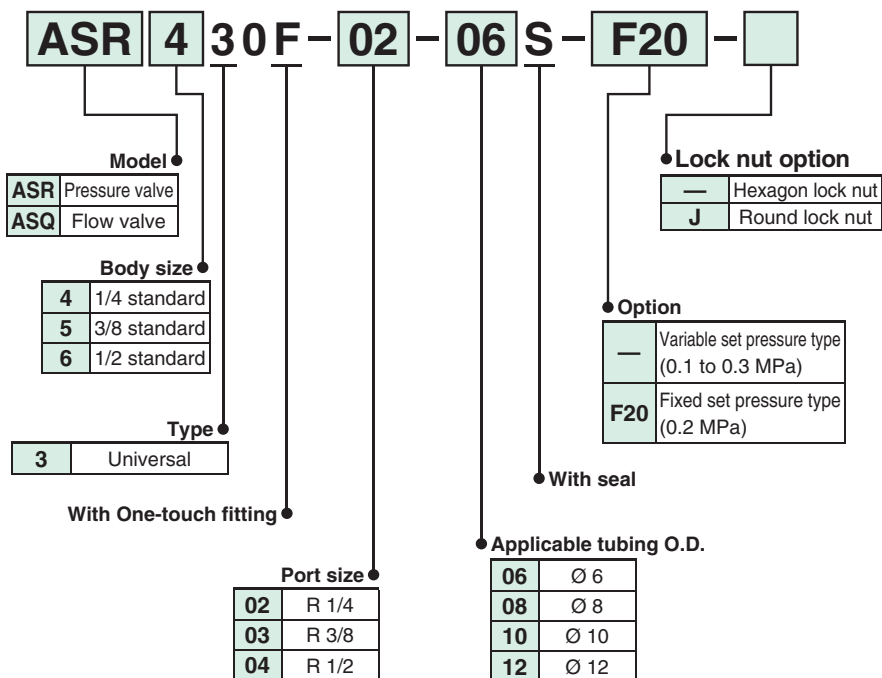 ASR 4 3 0 F – 02 – 06 S – F20 –
Model
ASR Pressure valve
ASQ Flow valve
Body size
4 1/4 standard
5 3/8 standard
6 1/2 standard
Type
3 Universal
With One-touch fitting
Port size
02 R 1/4
03 R 3/8
04 R 1/2
Lock nut option
— Hexagon lock nut
J Round lock nut
Option
— Variable set pressure type
(0.1 to 0.3 MPa)
F20 Fixed set pressure type
(0.2 MPa)
With seal
Applicable tubing O.D.
06 Ø 6
08 Ø 8
10 Ø 10
12 Ø 12